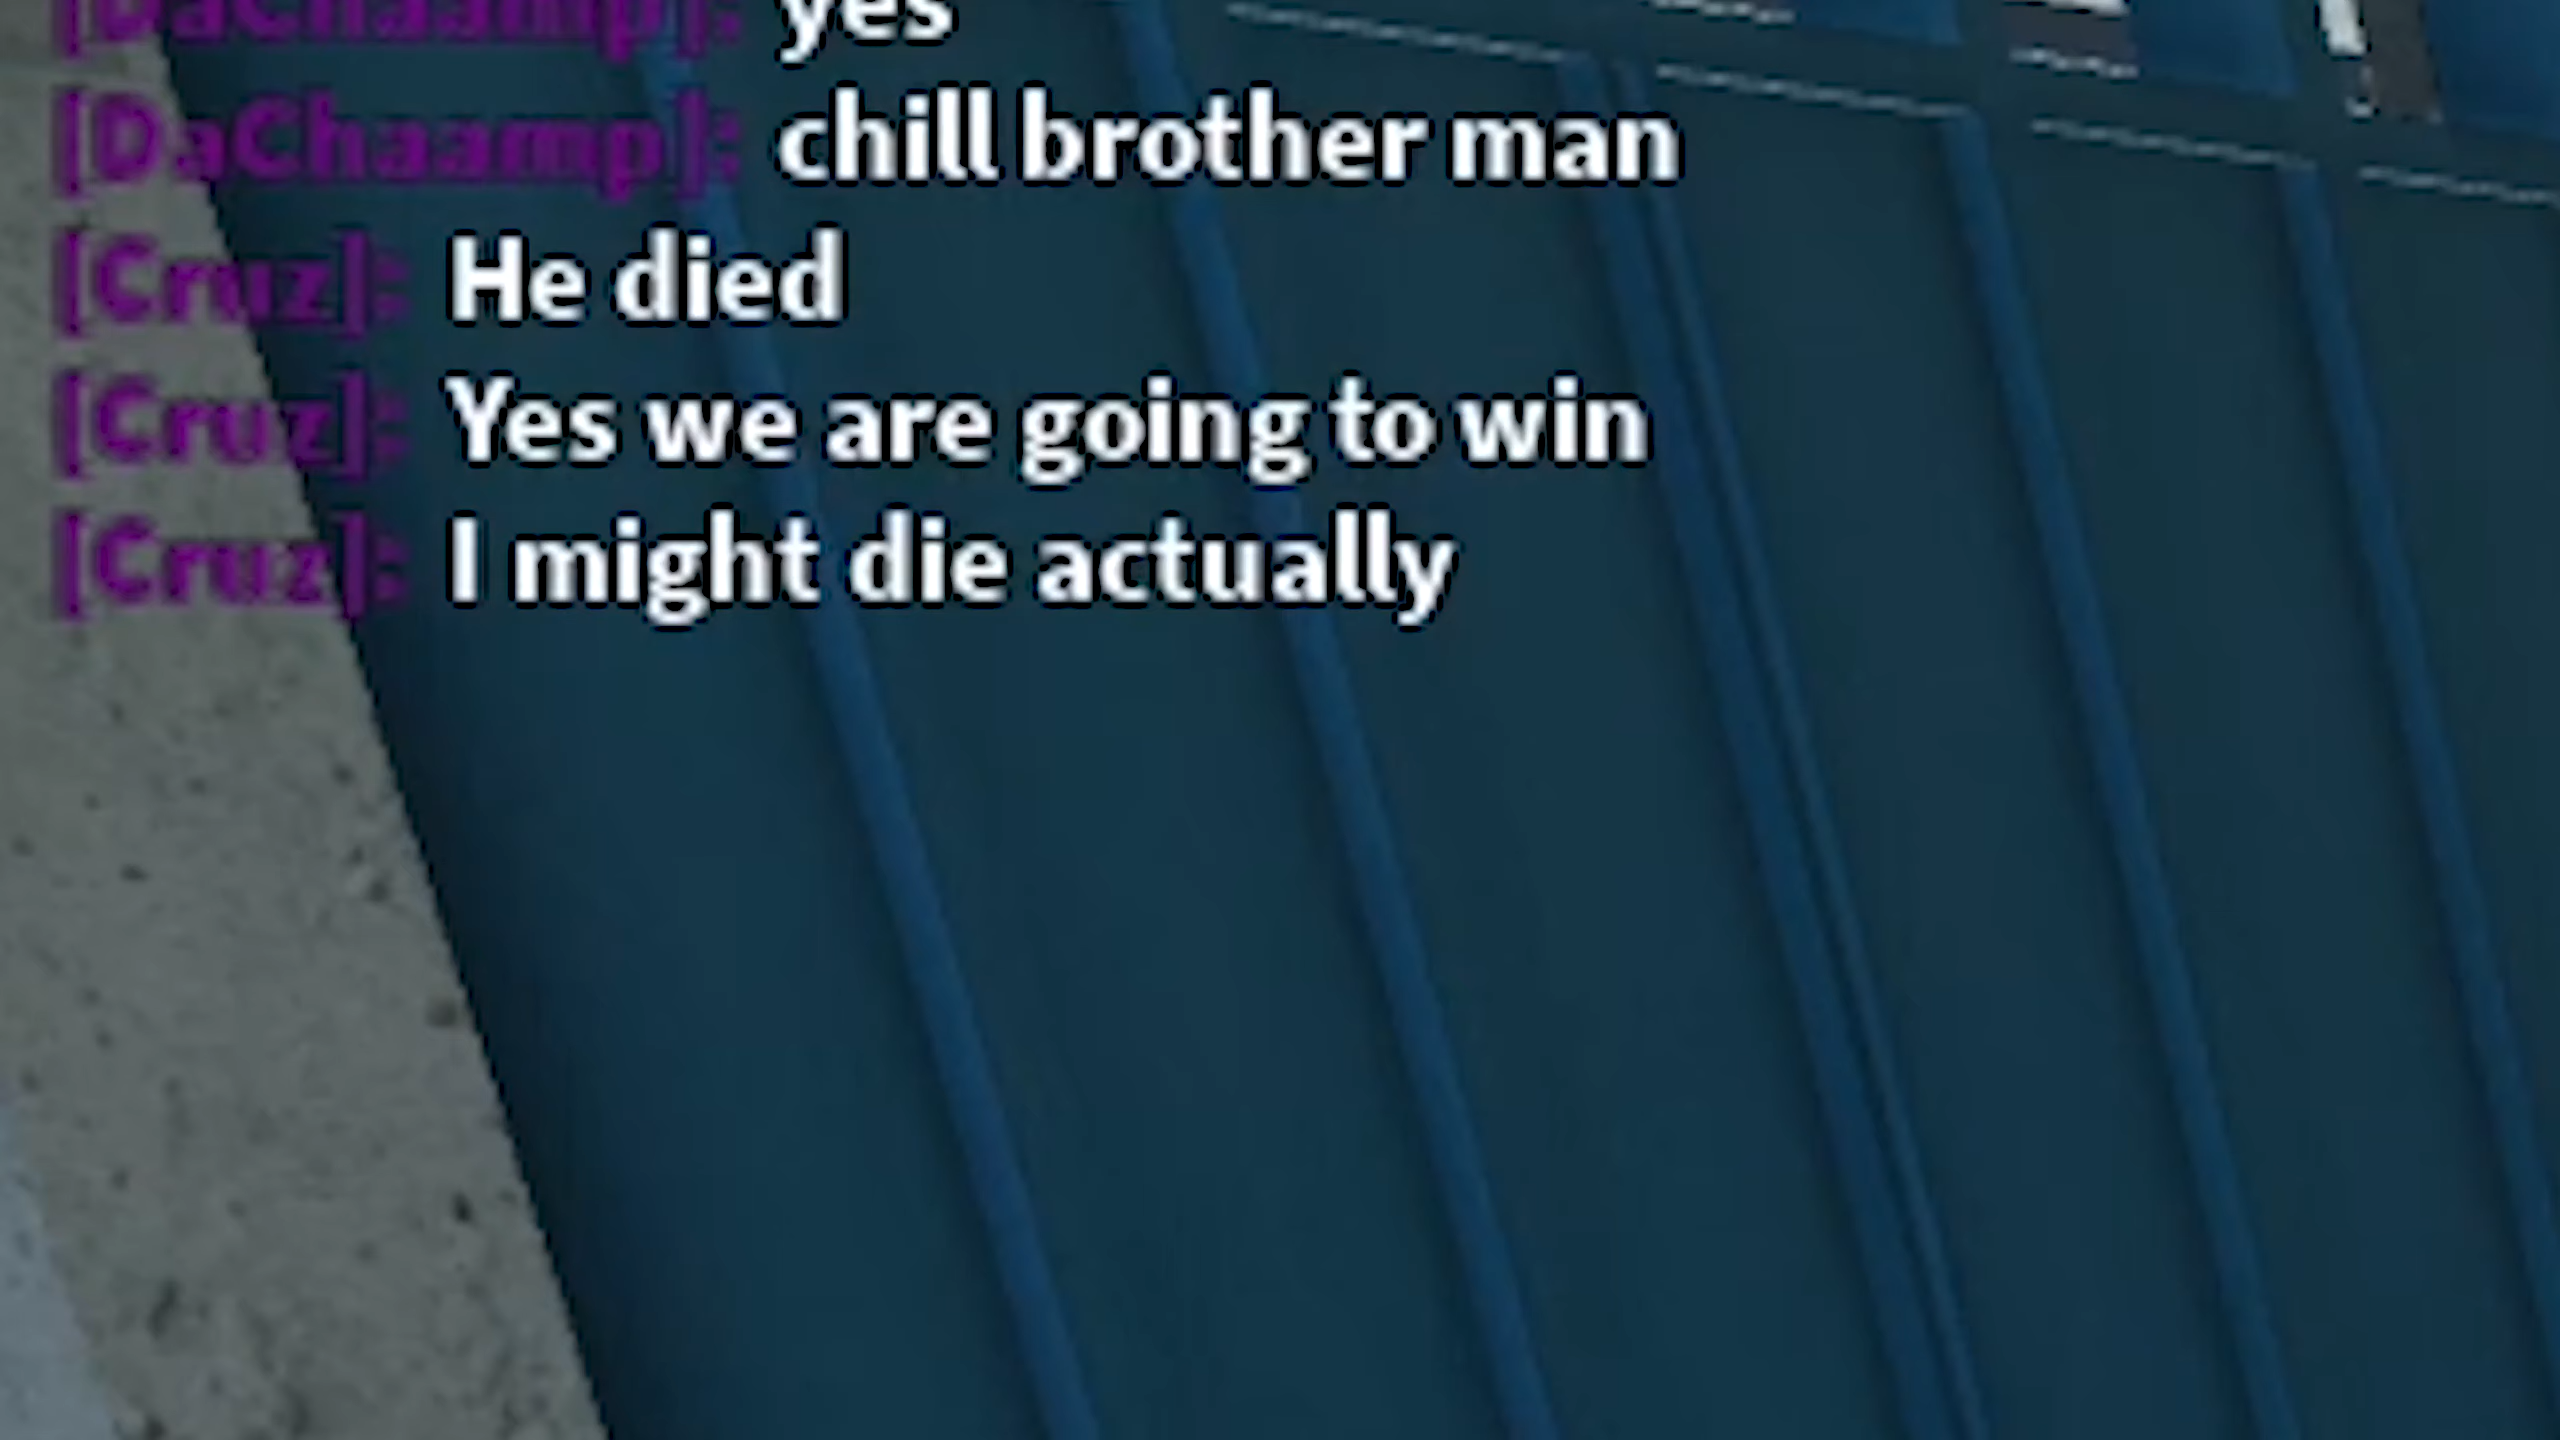 [DaChaamp]: yes
[DaChaamp]: chill brother man
[Cruz]: He died
[Cruz]: Yes we are going to win
[Cruz]: I might die actually